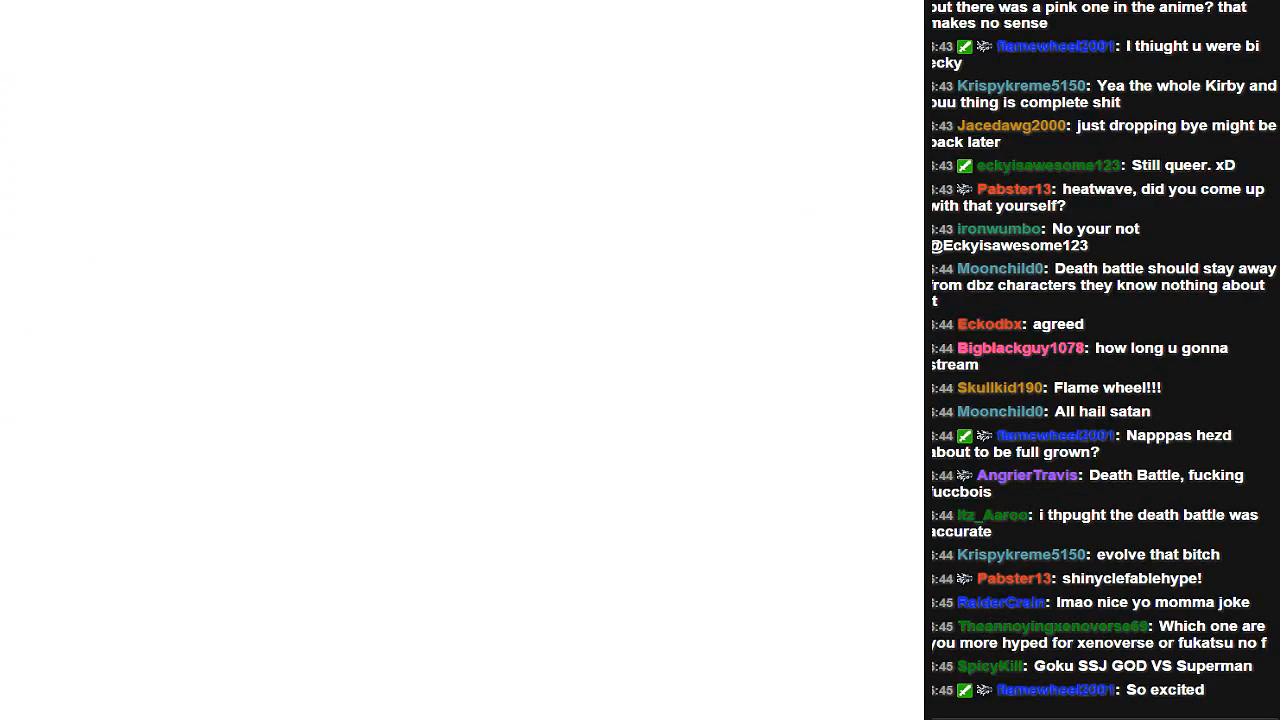 but there was a pink one in the anime? that
makes no sense
:43 flamewheel2001: I thiught u were bi
ecky
:43 Krispykreme5150: Yea the whole Kirby and
buu thing is complete shit
:43 Jacedawg2000: just dropping bye might be
back later
:43 eckyisawesome123: Still queer. xD
:43 Pabster13: heatwave, did you come up
with that yourself?
:43 ironwumbo: No your not
@Eckyisawesome123
:44 Moonchild0: Death battle should stay away
from dbz characters they know nothing about
it
:44 Eckodbx: agreed
:44 Bigblackguy1078: how long u gonna
stream
:44 Skullkid190: Flame wheel!!!
:44 Moonchild0: All hail satan
:44 flamewheel2001: Napppas hezd
about to be full grown?
:44 AngrierTravis: Death Battle, fucking
fuccbois
:44 Itz_Aaroo: i thpught the death battle was
accurate
:44 Krispykreme5150: evolve that bitch
:44 Pabster13: shinyclefablehype!
:45 RaiderCrain: lmao nice yo momma joke
:45 Theannoyingxenoverse69: Which one are
you more hyped for xenoverse or fukatsu no f
:45 SpicyKill: Goku SSJ GOD VS Superman
:45 flamewheel2001: So excited